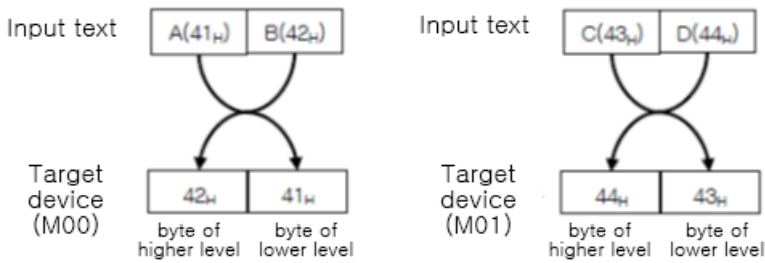 Input text
A(41H) B(42H)
Target
device
(M00)
42H 41H
byte of
higher level
byte of
lower level
Input text
C(43H) D(44H)
Target
device
(M01)
44H 43H
byte of
higher level
byte of
lower level